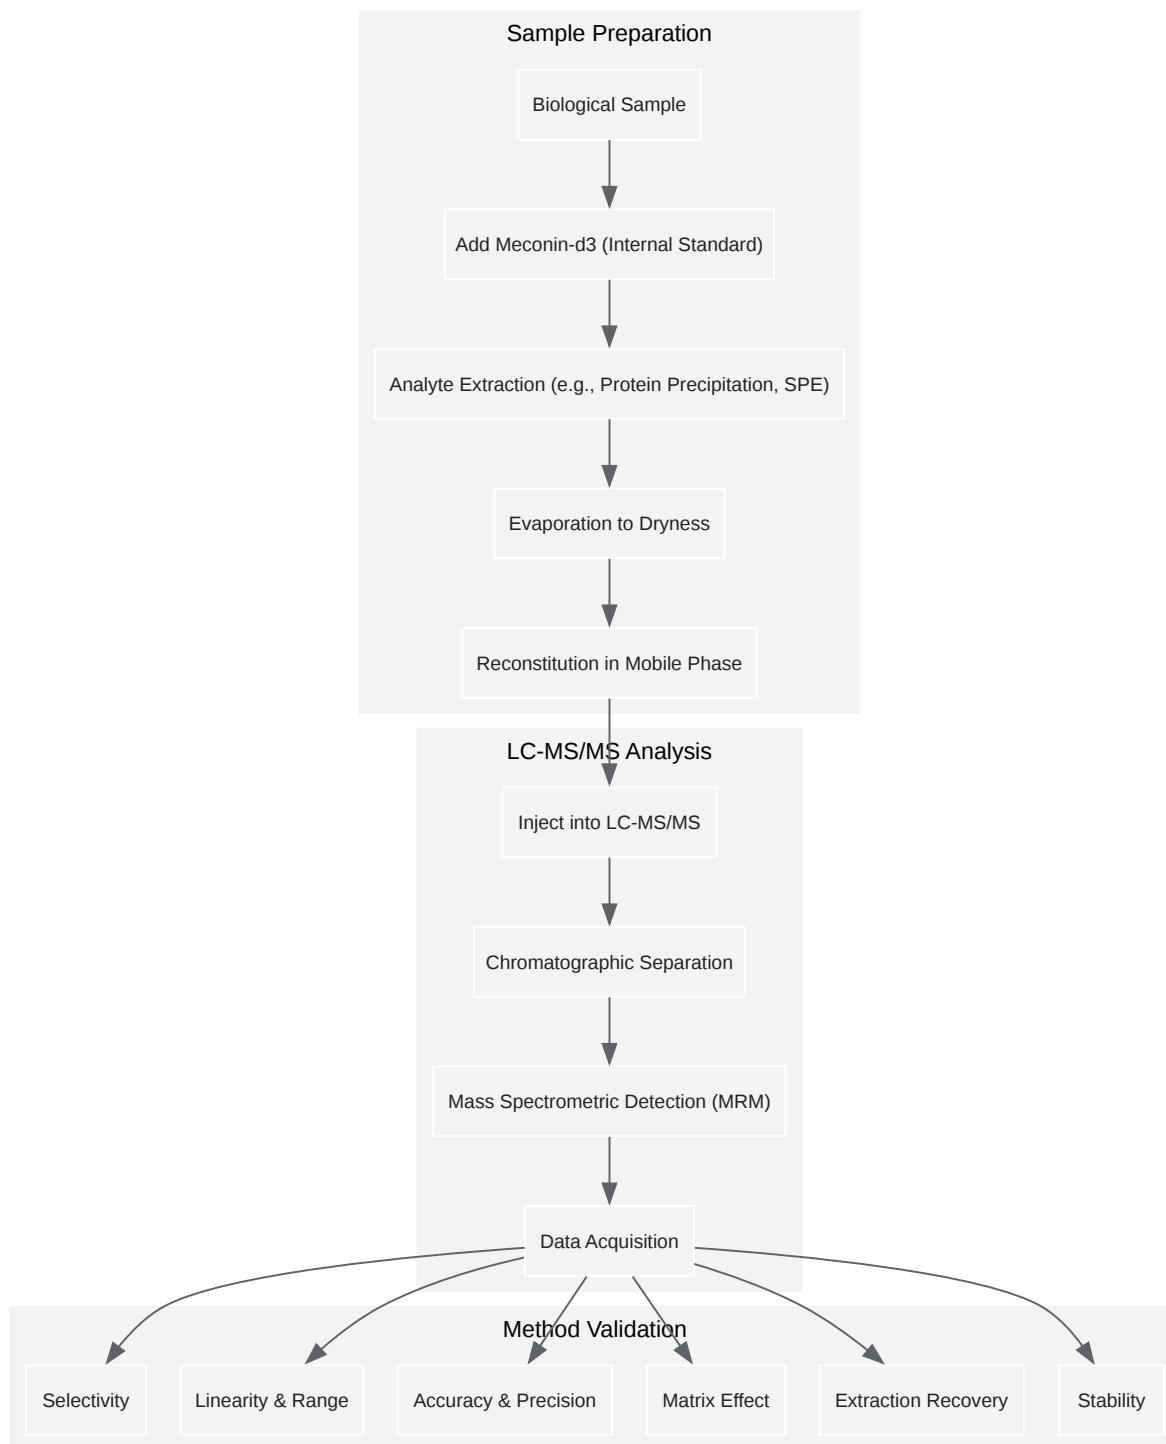 Sample Preparation
Biological Sample
Add Meconin-d3 (Internal Standard)
Analyte Extraction (e.g., Protein Precipitation, SPE)
Evaporation to Dryness
Reconstitution in Mobile Phase
LC-MS/MS Analysis
Inject into LC-MS/MS
Chromatographic Separation
Mass Spectrometric Detection (MRM)
Data Acquisition
Method Validation
Selectivity
Linearity & Range
Accuracy & Precision
Matrix Effect
Extraction Recovery
Stability